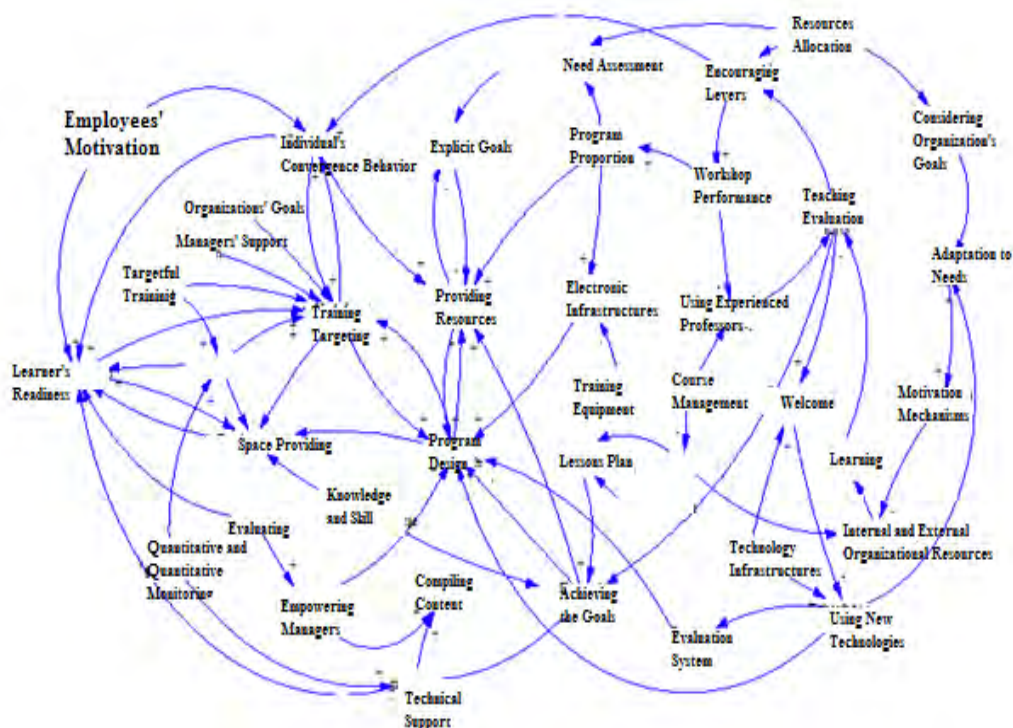 Resources
Allocation
Need Assessment
Encouraging
Levers
Employees'
Motivation
Considering
Organization's
Goals
Individual's
Convergence Behavior
Explicit Goals
Program
Proportion
Workshop
Performance
Teaching
Evaluation
Organizations' Goals
Managers' Support
Targetful
Training
Adaptation to
Needs
Training
Targeting
Providing
Resources
Electronic
Infrastructures
Using Experienced
Professors
Learner's
Readiness
Training
Equipment
Course
Management
Welcome
Motivation
Mechanisms
Space Providing
Program
Design
Lessons Plan
Learning
Knowledge
and Skill
Evaluating
Internal and External
Organizational Resources
Quantitative and
Quantitative
Monitoring
Technology
Infrastructures
Compiling
Content
Empowering
Managers
Achieving
the Goals
Evaluation
System
Using New
Technologies
Technical
Support